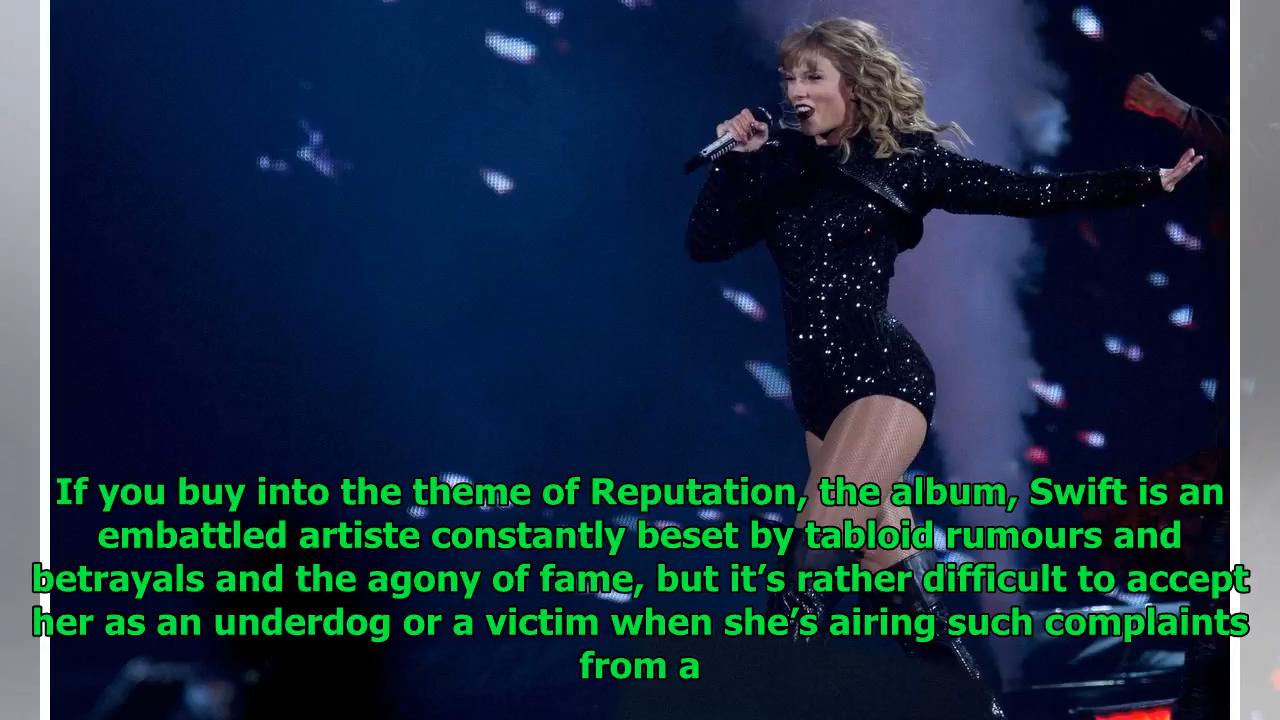 If you buy into the theme of Reputation, the album, Swift is an
embattled artiste constantly beset by tabloid rumours and
betrayals and the agony of fame, but it’s rather difficult to accept
her as an underdog or a victim when she’s airing such complaints
from a